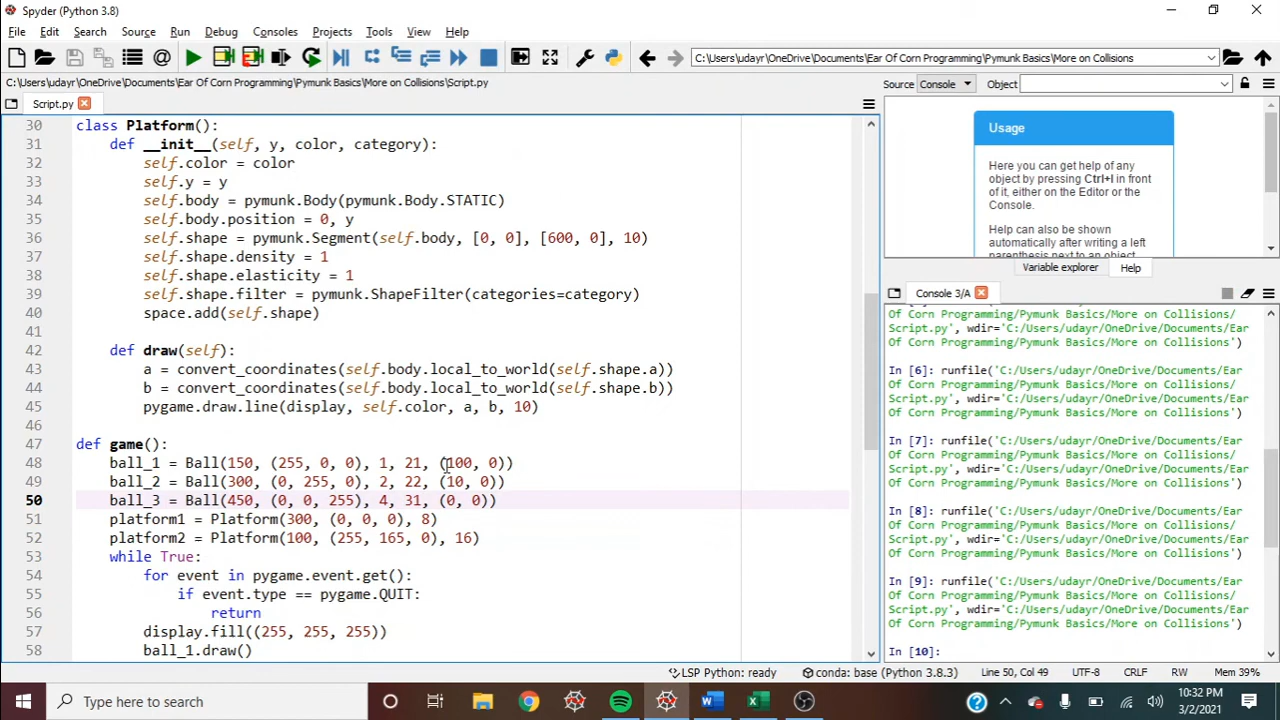 Spyder (Python 3.8)
File Edit Search Source Run Debug Consoles Projects Tools View Help
C:\Users\udayr\OneDrive\Documents\Ear Of Corn Programming\Pymunk Basics\More on Collisions
C:\Users\udayr\OneDrive\Documents\Ear Of Corn Programming\Pymunk Basics\More on Collisions\Script.py
Script.py
30 class Platform():
31 def __init__(self, y, color, category):
32 self.color = color
33 self.y = y
34 self.body = pymunk.Body(pymunk.Body.STATIC)
35 self.body.position = 0, y
36 self.shape = pymunk.Segment(self.body, [0, 0], [600, 0], 10)
37 self.shape.density = 1
38 self.shape.elasticity = 1
39 self.shape.filter = pymunk.ShapeFilter(categories=category)
40 space.add(self.shape)
41
42 def draw(self):
43 a = convert_coordinates(self.body.local_to_world(self.shape.a))
44 b = convert_coordinates(self.body.local_to_world(self.shape.b))
45 pygame.draw.line(display, self.color, a, b, 10)
46
47 def game():
48 ball_1 = Ball(150, (255, 0, 0), 1, 21, (100, 0))
49 ball_2 = Ball(300, (0, 255, 0), 2, 22, (10, 0))
50 ball_3 = Ball(450, (0, 0, 255), 4, 31, (0, 0))
51 platform1 = Platform(300, (0, 0, 0), 8)
52 platform2 = Platform(100, (255, 165, 0), 16)
53 while True:
54 for event in pygame.event.get():
55 if event.type == pygame.QUIT:
56 return
57 display.fill((255, 255, 255))
58 ball_1.draw()
Source Console Object
Usage
Here you can get help of any
object by pressing Ctrl+I in front
of it, either on the Editor or the
Console.
Help can also be shown
automatically after writing a left
parenthesis next to an object
Variable explorer Help
Console 3/A
Of Corn Programming/Pymunk Basics/More on Collisions/
Script.py', wdir='C:/Users/udayr/OneDrive/Documents/Ear
Of Corn Programming/Pymunk Basics/More on Collisions')
In [6]: runfile('C:/Users/udayr/OneDrive/Documents/Ear
Of Corn Programming/Pymunk Basics/More on Collisions/
Script.py', wdir='C:/Users/udayr/OneDrive/Documents/Ear
Of Corn Programming/Pymunk Basics/More on Collisions')
In [7]: runfile('C:/Users/udayr/OneDrive/Documents/Ear
Of Corn Programming/Pymunk Basics/More on Collisions/
Script.py', wdir='C:/Users/udayr/OneDrive/Documents/Ear
Of Corn Programming/Pymunk Basics/More on Collisions')
In [8]: runfile('C:/Users/udayr/OneDrive/Documents/Ear
Of Corn Programming/Pymunk Basics/More on Collisions/
Script.py', wdir='C:/Users/udayr/OneDrive/Documents/Ear
Of Corn Programming/Pymunk Basics/More on Collisions')
In [9]: runfile('C:/Users/udayr/OneDrive/Documents/Ear
Of Corn Programming/Pymunk Basics/More on Collisions/
Script.py', wdir='C:/Users/udayr/OneDrive/Documents/Ear
Of Corn Programming/Pymunk Basics/More on Collisions')
In [10]:
LSP Python: ready conda: base (Python 3.8.3) Line 50, Col 49 UTF-8 CRLF RW Mem 39%
Type here to search
10:32 PM
3/2/2021